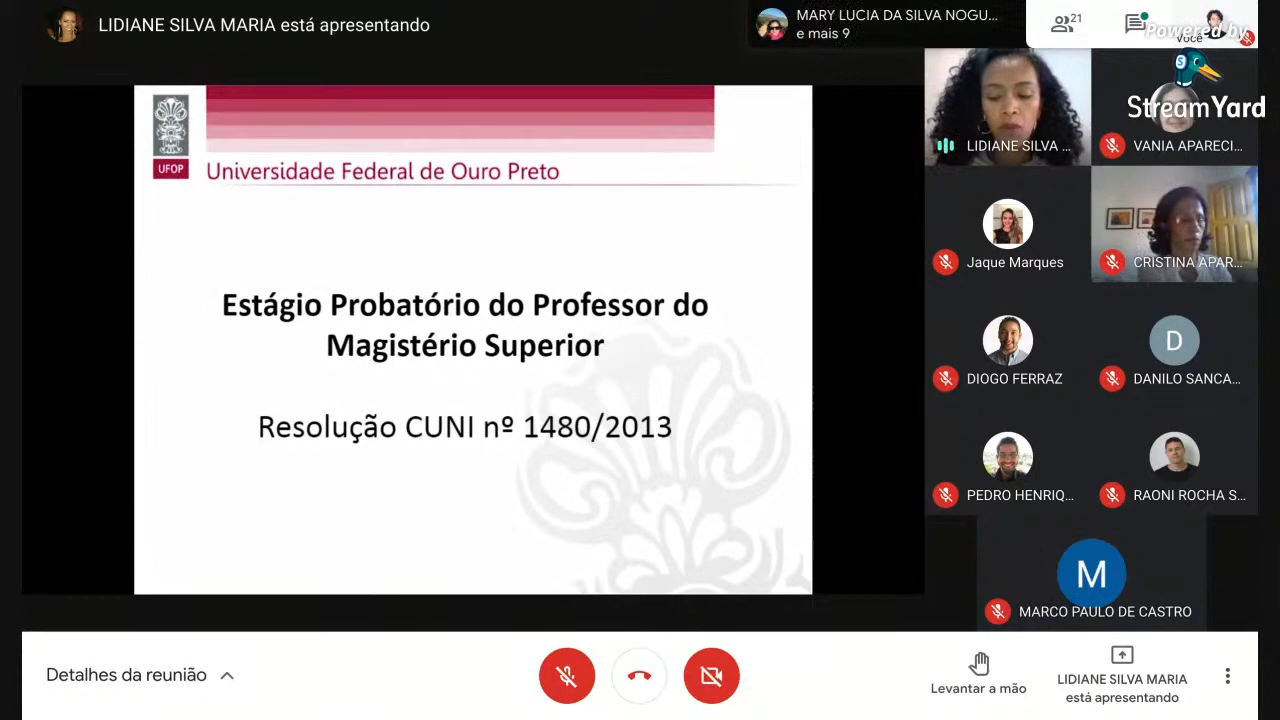 LIDIANE SILVA MARIA está apresentando
MARY LUCIA DA SILVA NOGU...
e mais 9
21
Você
Powered by
StreamYard
UFOP
Universidade Federal de Ouro Preto
Estágio Probatório do Professor do
Magistério Superior
Resolução CUNI nº 1480/2013
LIDIANE SILVA ...
VANIA APARECI...
Jaque Marques
CRISTINA APAR...
DIOGO FERRAZ
D
DANILO SANCA...
PEDRO HENRIQ...
RAONI ROCHA S...
M
MARCO PAULO DE CASTRO
Detalhes da reunião
Levantar a mão
LIDIANE SILVA MARIA
está apresentando